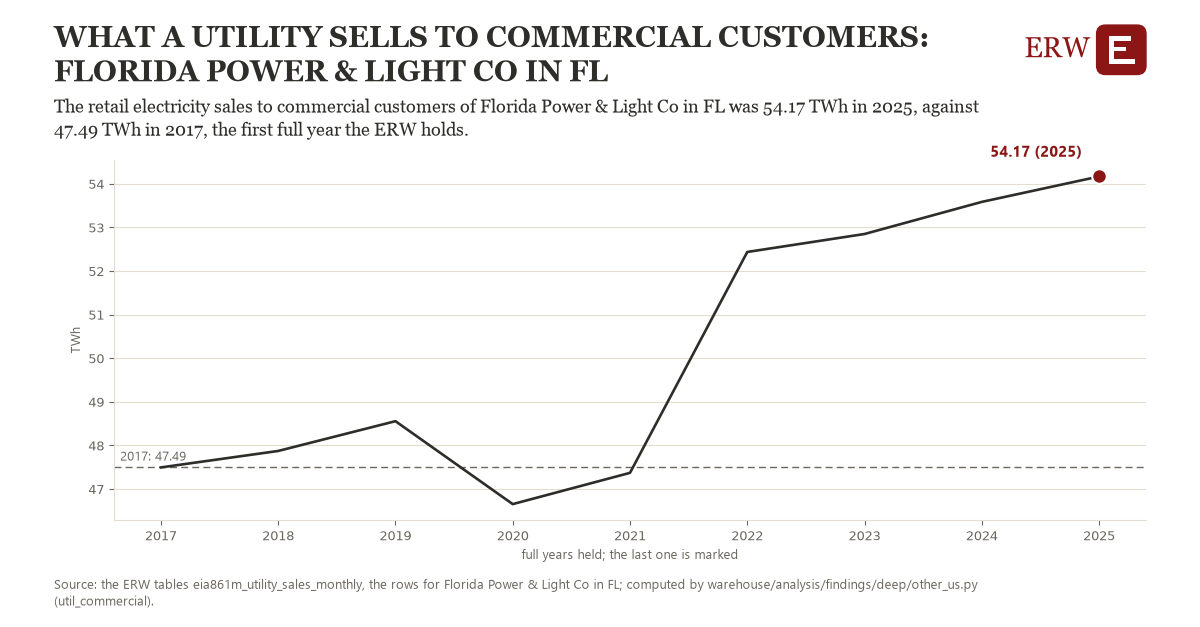 WHAT A UTILITY SELLS TO COMMERCIAL CUSTOMERS:
FLORIDA POWER & LIGHT CO IN FL
ERW E
The retail electricity sales to commercial customers of Florida Power & Light Co in FL was 54.17 TWh in 2025, against
47.49 TWh in 2017, the first full year the ERW holds.
54.17 (2025)
54
53
52
51
50
49
48
47
TWh
2017: 47.49
2017 2018 2019 2020 2021 2022 2023 2024 2025
full years held; the last one is marked
Source: the ERW tables eia861m_utility_sales_monthly, the rows for Florida Power & Light Co in FL; computed by warehouse/analysis/findings/deep/other_us.py
(util_commercial).